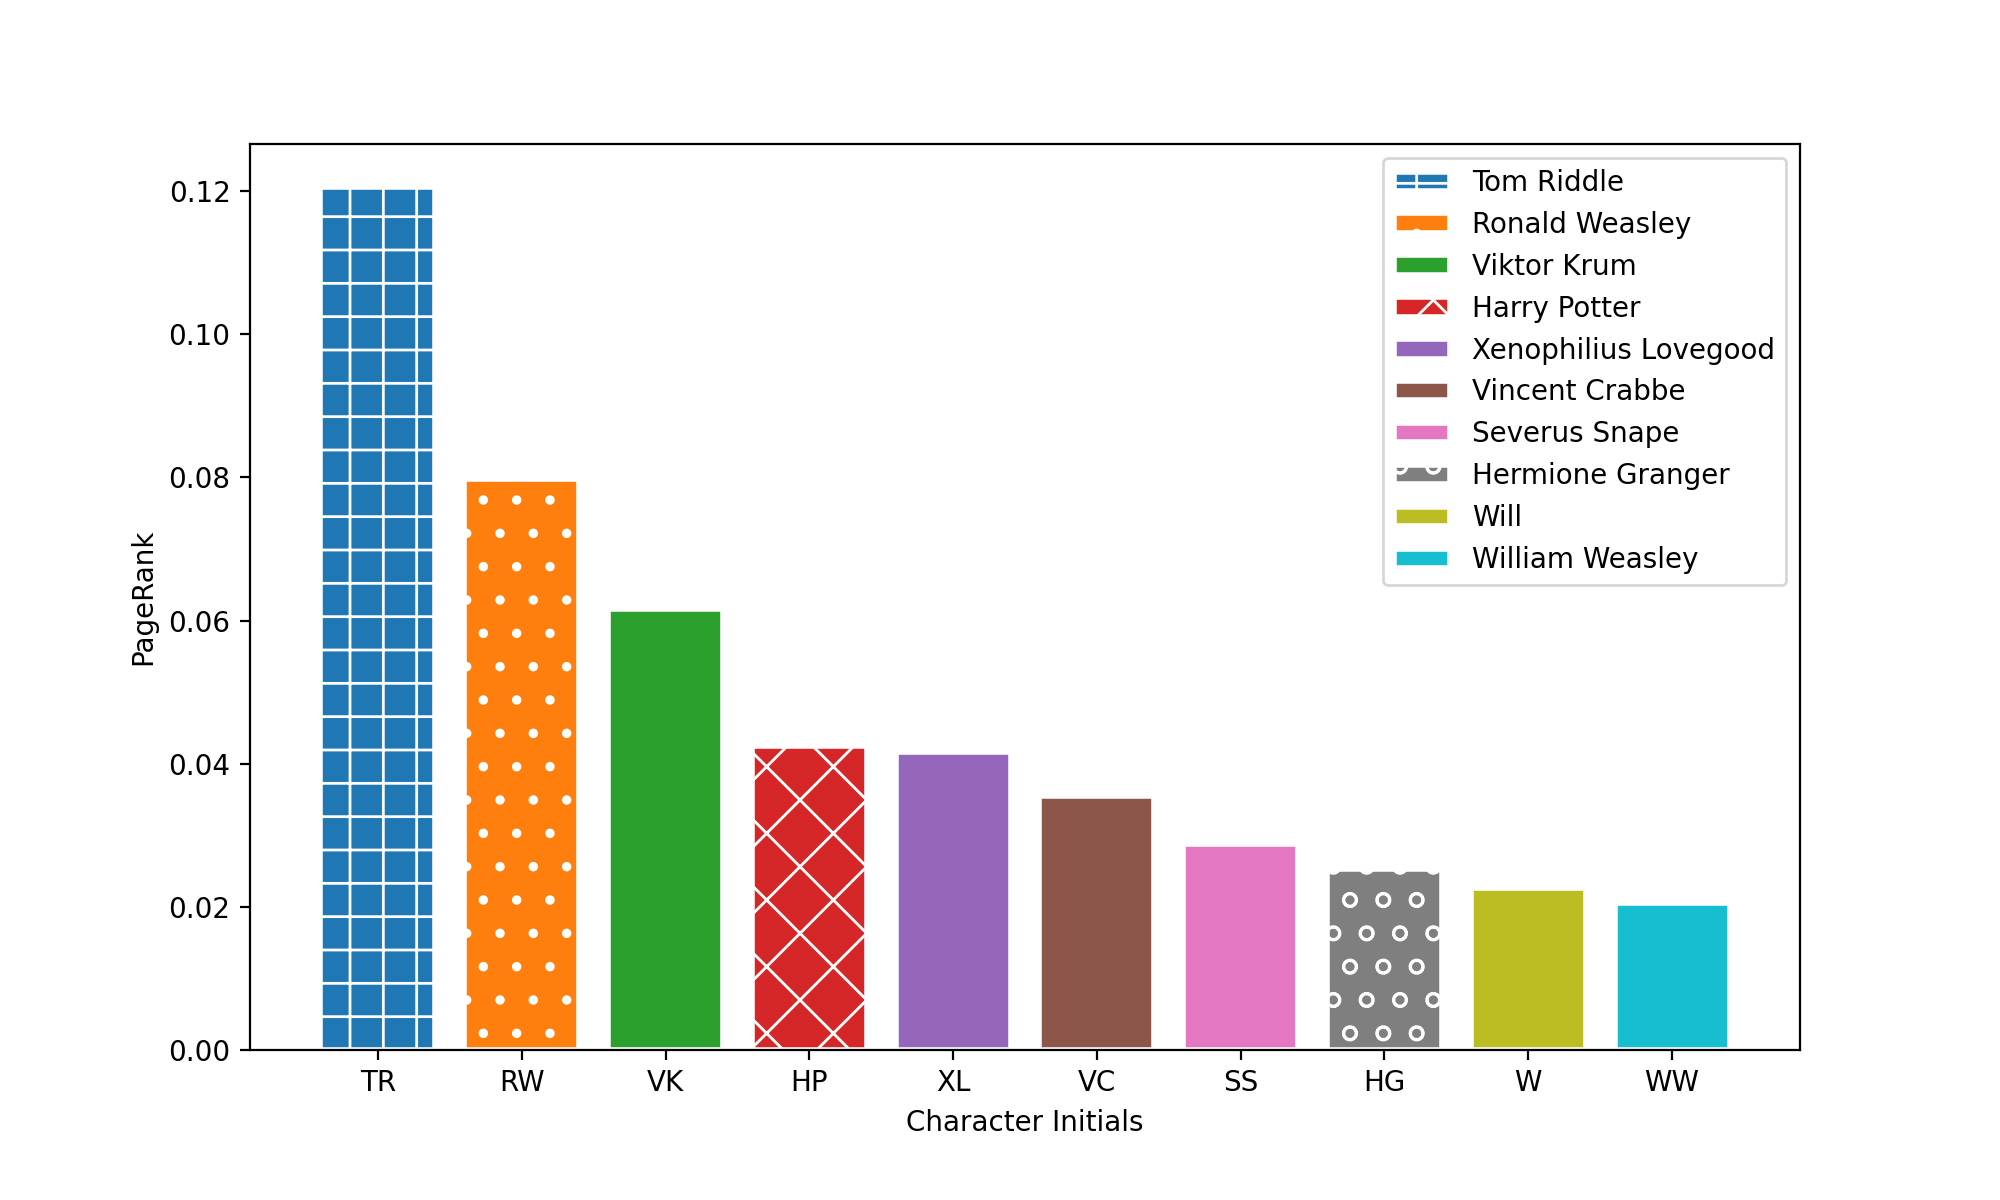 Tom Riddle
Ronald Weasley
Viktor Krum
Harry Potter
Xenophilius Lovegood
Vincent Crabbe
Severus Snape
Hermione Granger
Will
William Weasley
PageRank
0.12
0.10
0.08
0.06
0.04
0.02
0.00
TR RW VK HP XL VC SS HG W WW
Character Initials